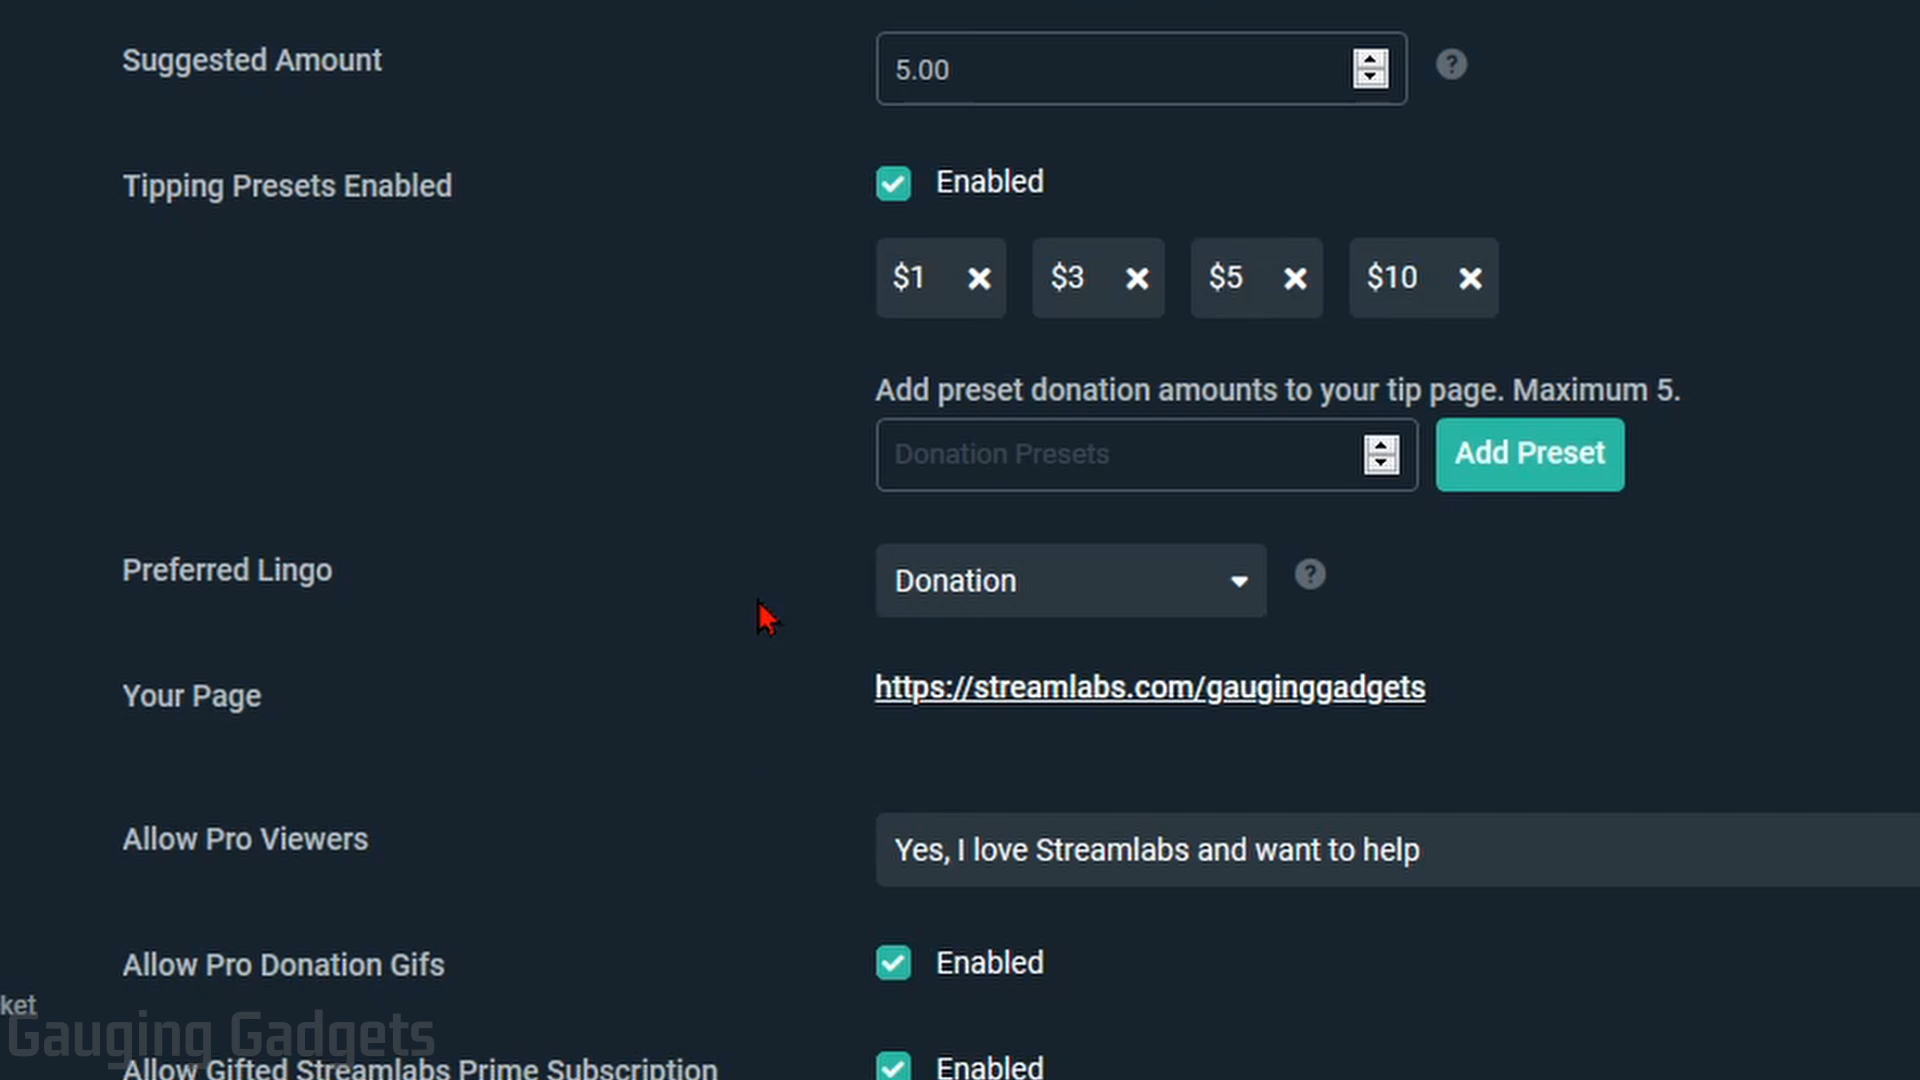 Suggested Amount
5.00
?
Tipping Presets Enabled
Enabled
$1 × $3 × $5 × $10 ×
Add preset donation amounts to your tip page. Maximum 5.
Donation Presets
Add Preset
Preferred Lingo
Donation
?
Your Page
https://streamlabs.com/gauginggadgets
Allow Pro Viewers
Yes, I love Streamlabs and want to help
Allow Pro Donation Gifs
Enabled
ket
Gauging Gadgets
Allow Gifted Streamlabs Prime Subscription
Enabled